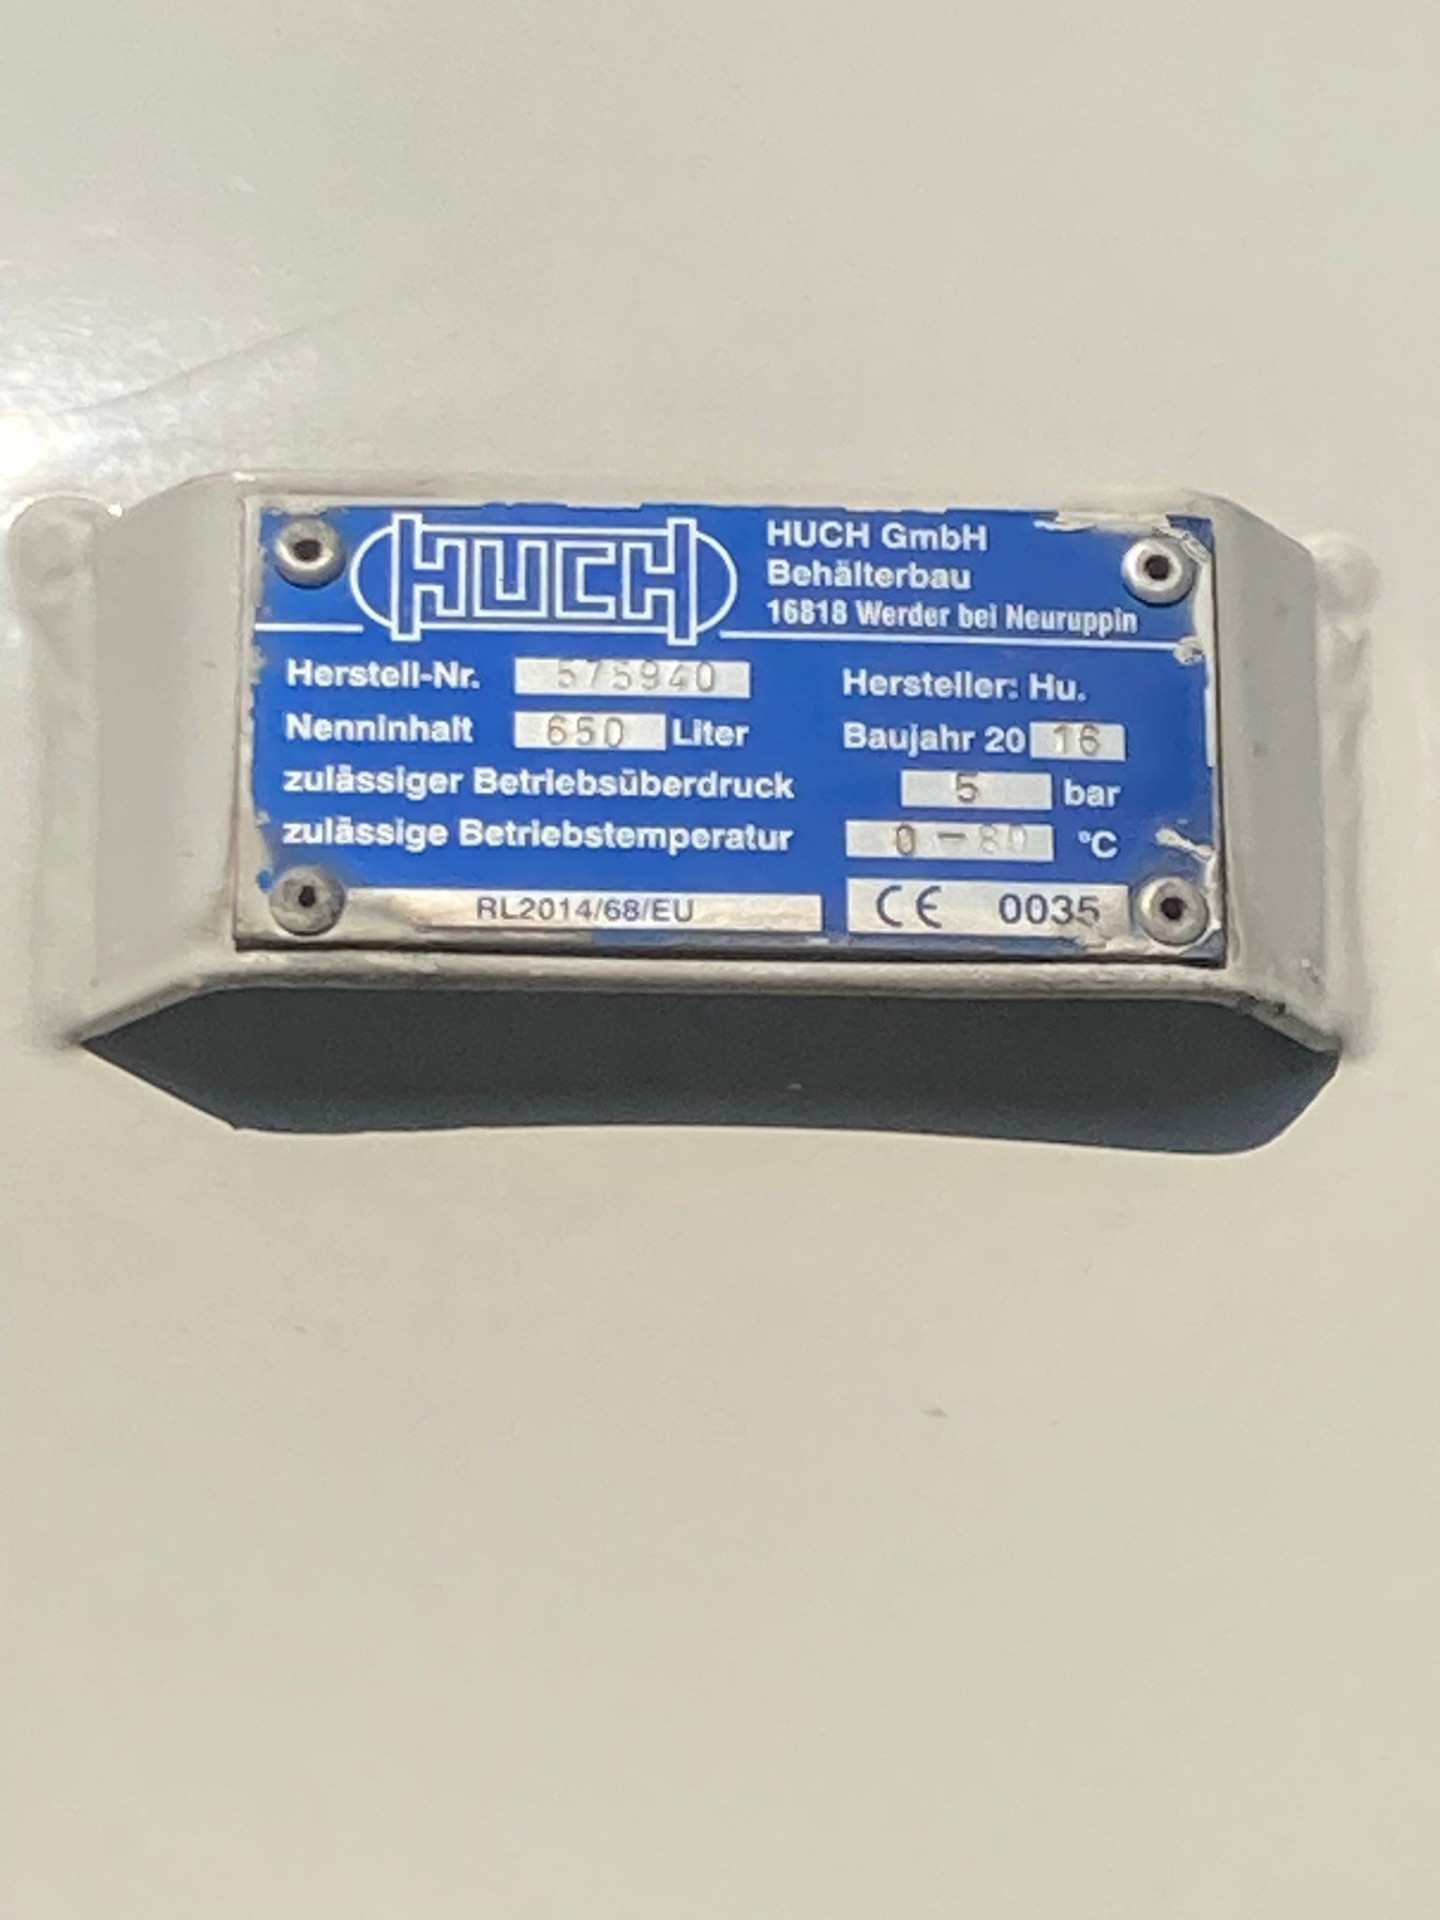 HUCH
HUCH GmbH
Behälterbau
16818 Werder bei Neuruppin
Herstell-Nr. 575940
Hersteller: Hu.
Nenninhalt 650 Liter
Baujahr 20 16
zulässiger Betriebsüberdruck 5 bar
zulässige Betriebstemperatur 0-80 °C
RL2014/68/EU
CE 0035